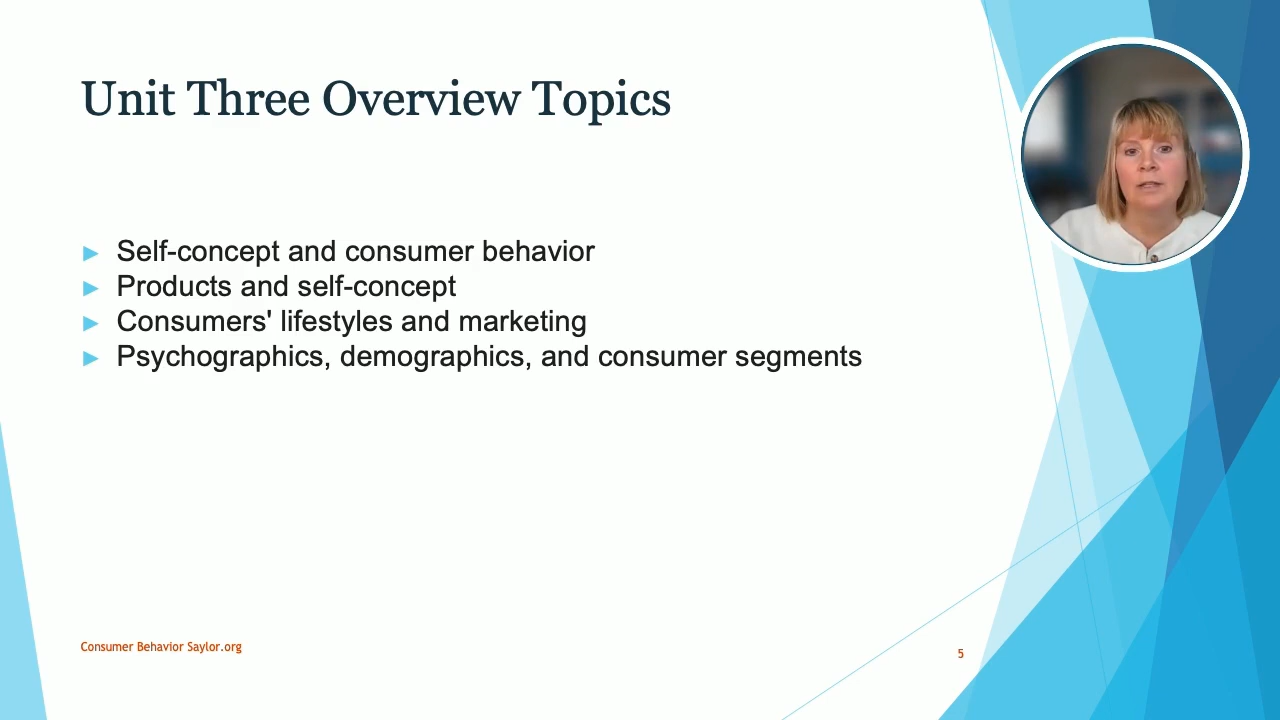 Unit Three Overview Topics
Self-concept and consumer behavior
Products and self-concept
Consumers' lifestyles and marketing
Psychographics, demographics, and consumer segments
Consumer Behavior Saylor.org
5